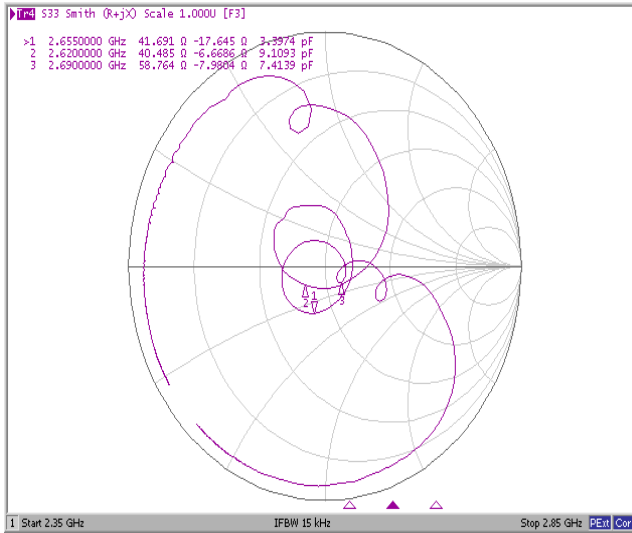 Tr4 S33 Smith (R+jX) Scale 1.000U [F3]
>1 2.6550000 GHz 41.691 Ω -17.645 Ω 3.3974 pF
2 2.6200000 GHz 40.485 Ω -6.6686 Ω 9.1093 pF
3 2.6900000 GHz 58.764 Ω -7.9804 Ω 7.4139 pF
1
2
3
1 Start 2.35 GHz IFBW 15 kHz Stop 2.85 GHz PExt Cor